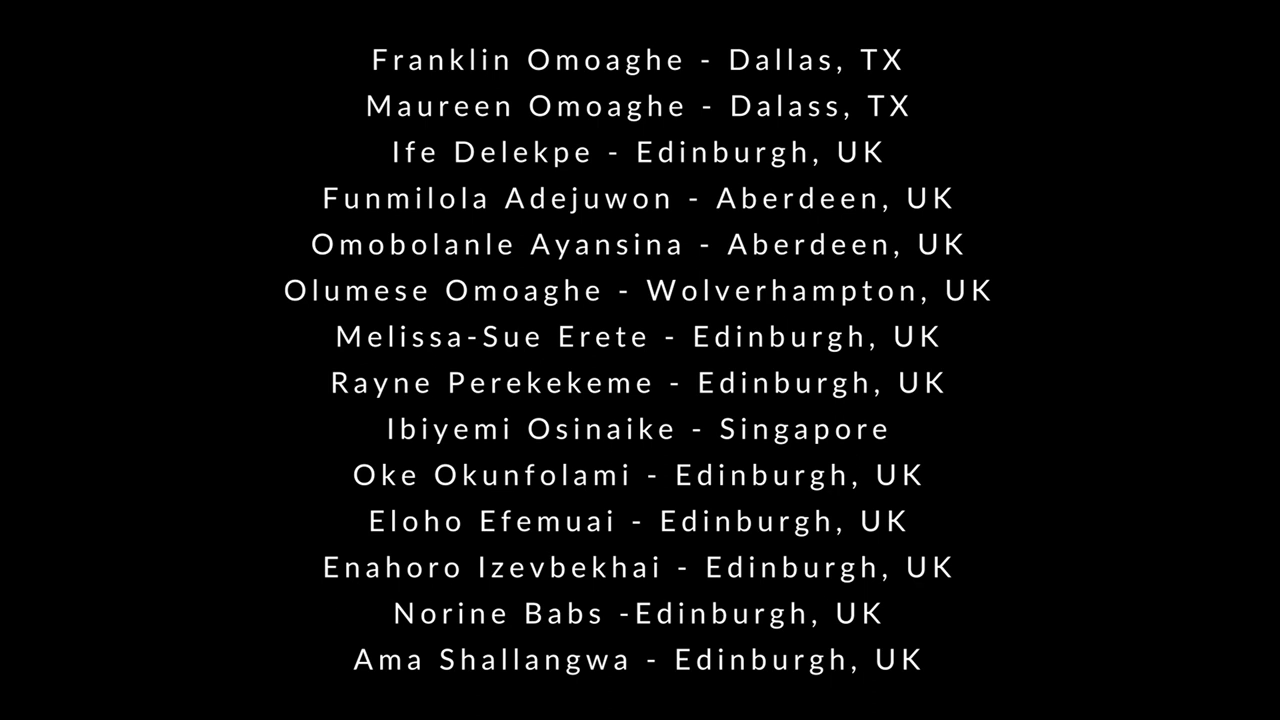 Franklin Omoaghe - Dallas, TX
Maureen Omoaghe - Dalass, TX
Ife Delekpe - Edinburgh, UK
Funmilola Adejuwon - Aberdeen, UK
Omobolanle Ayansina - Aberdeen, UK
Olumese Omoaghe - Wolverhampton, UK
Melissa-Sue Erete - Edinburgh, UK
Rayne Perekekeme - Edinburgh, UK
Ibiyemi Osinaike - Singapore
Oke Okunfolami - Edinburgh, UK
Eloho Efemuai - Edinburgh, UK
Enahoro Izevbekhai - Edinburgh, UK
Norine Babs -Edinburgh, UK
Ama Shallangwa - Edinburgh, UK